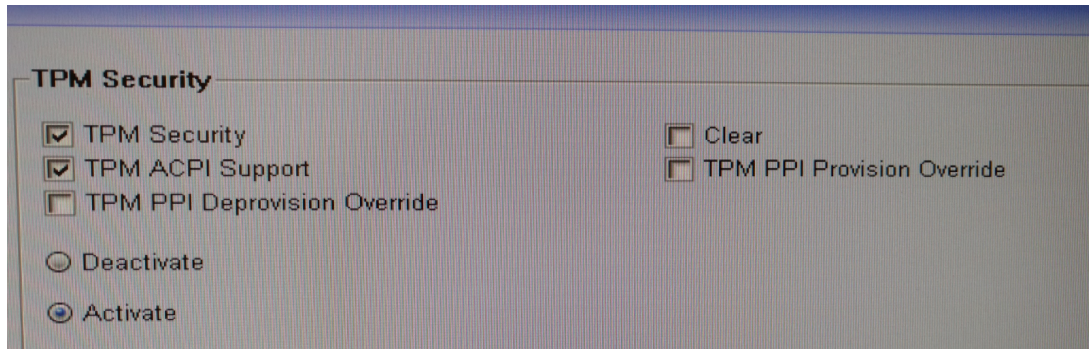 TPM Security
TPM Security
Clear
TPM ACPI Support
TPM PPI Provision Override
TPM PPI Deprovision Override
Deactivate
Activate